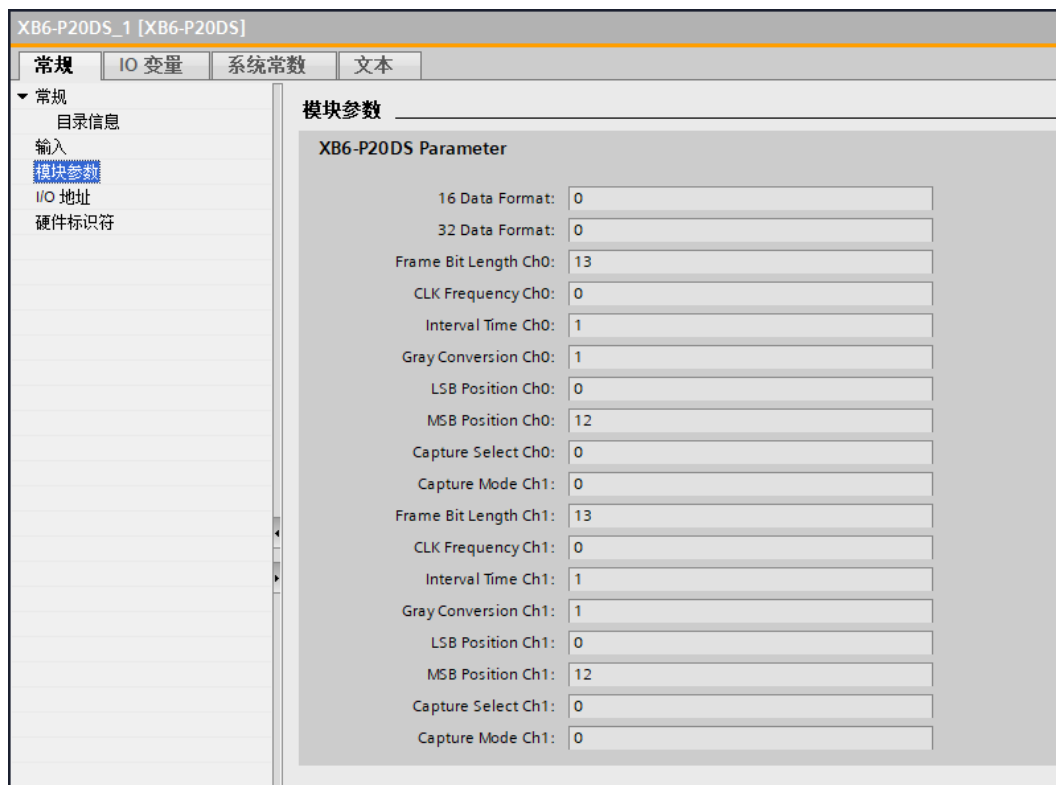 XB6-P20DS_1 [XB6-P20DS]
常规 IO 变量 系统常数 文本
常规
目录信息
输入
模块参数
I/O 地址
硬件标识符
模块参数
XB6-P20DS Parameter
16 Data Format: 0
32 Data Format: 0
Frame Bit Length Ch0: 13
CLK Frequency Ch0: 0
Interval Time Ch0: 1
Gray Conversion Ch0: 1
LSB Position Ch0: 0
MSB Position Ch0: 12
Capture Select Ch0: 0
Capture Mode Ch1: 0
Frame Bit Length Ch1: 13
CLK Frequency Ch1: 0
Interval Time Ch1: 1
Gray Conversion Ch1: 1
LSB Position Ch1: 0
MSB Position Ch1: 12
Capture Select Ch1: 0
Capture Mode Ch1: 0